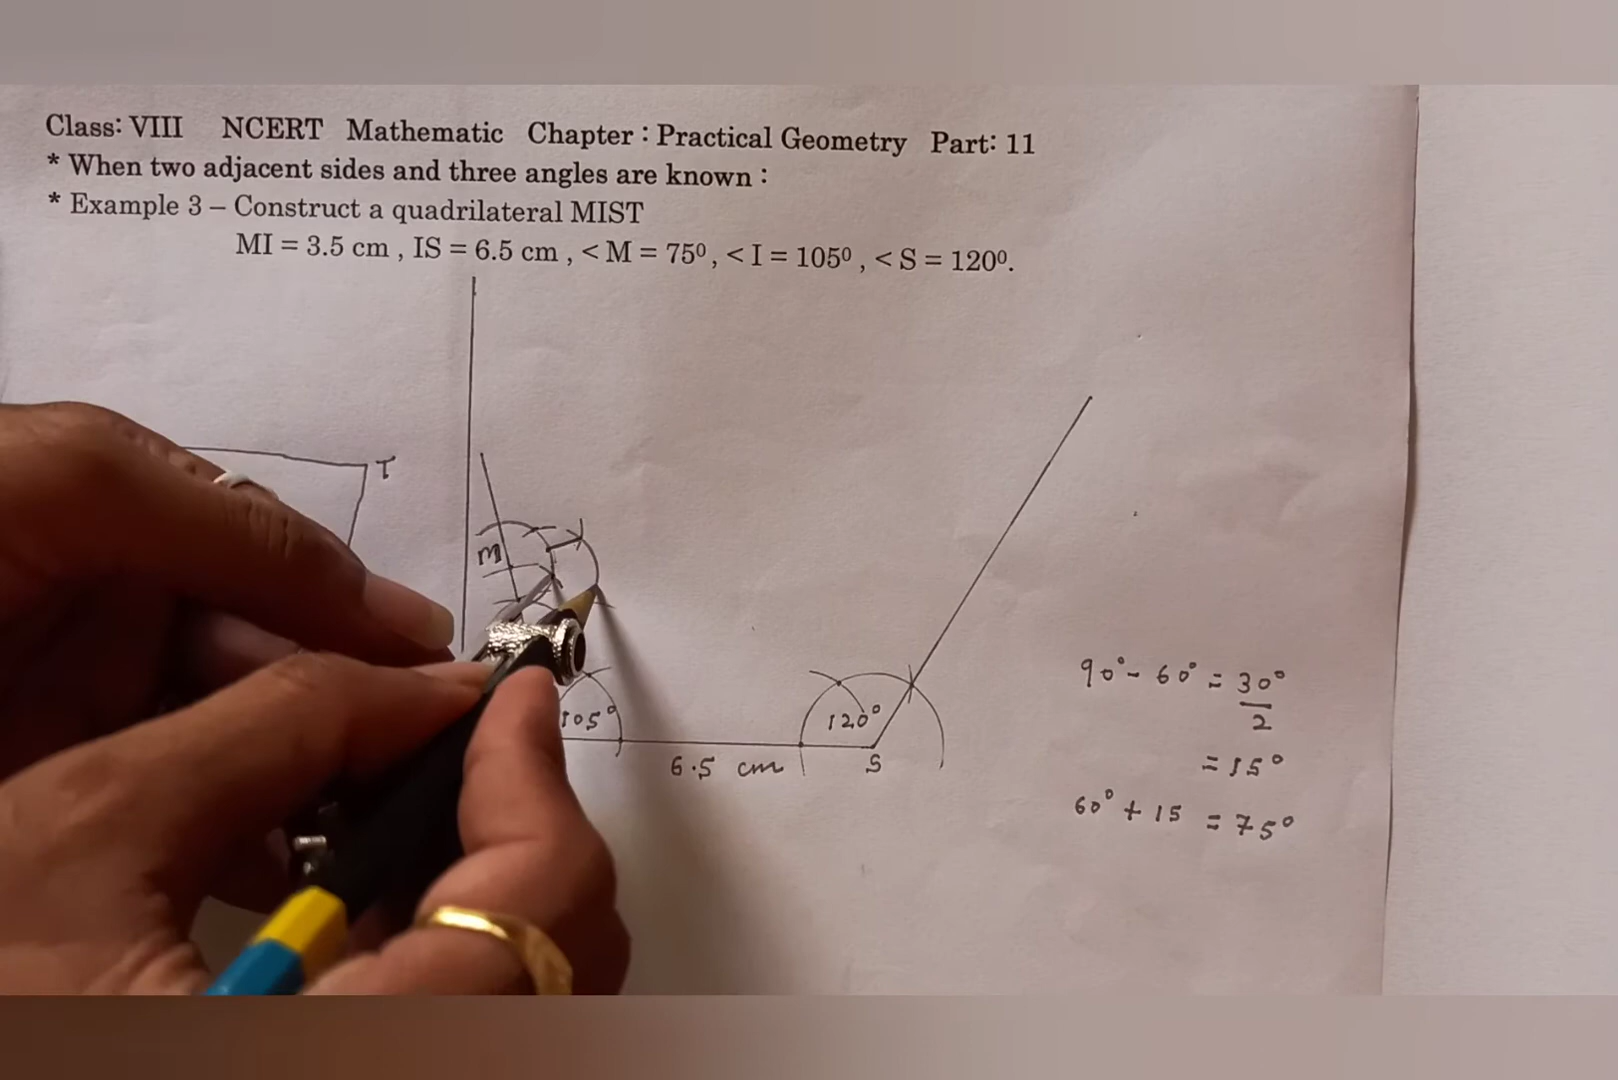 Class: VIII NCERT Mathematic Chapter : Practical Geometry Part: 11
* When two adjacent sides and three angles are known :
* Example 3 – Construct a quadrilateral MIST
MI = 3.5 cm , IS = 6.5 cm , < M = 75⁰ , < I = 105⁰ , < S = 120⁰.
T
M
105°
120°
6.5 cm
S
90° - 60° = 30°
2
= 15°
60° + 15 = 75°